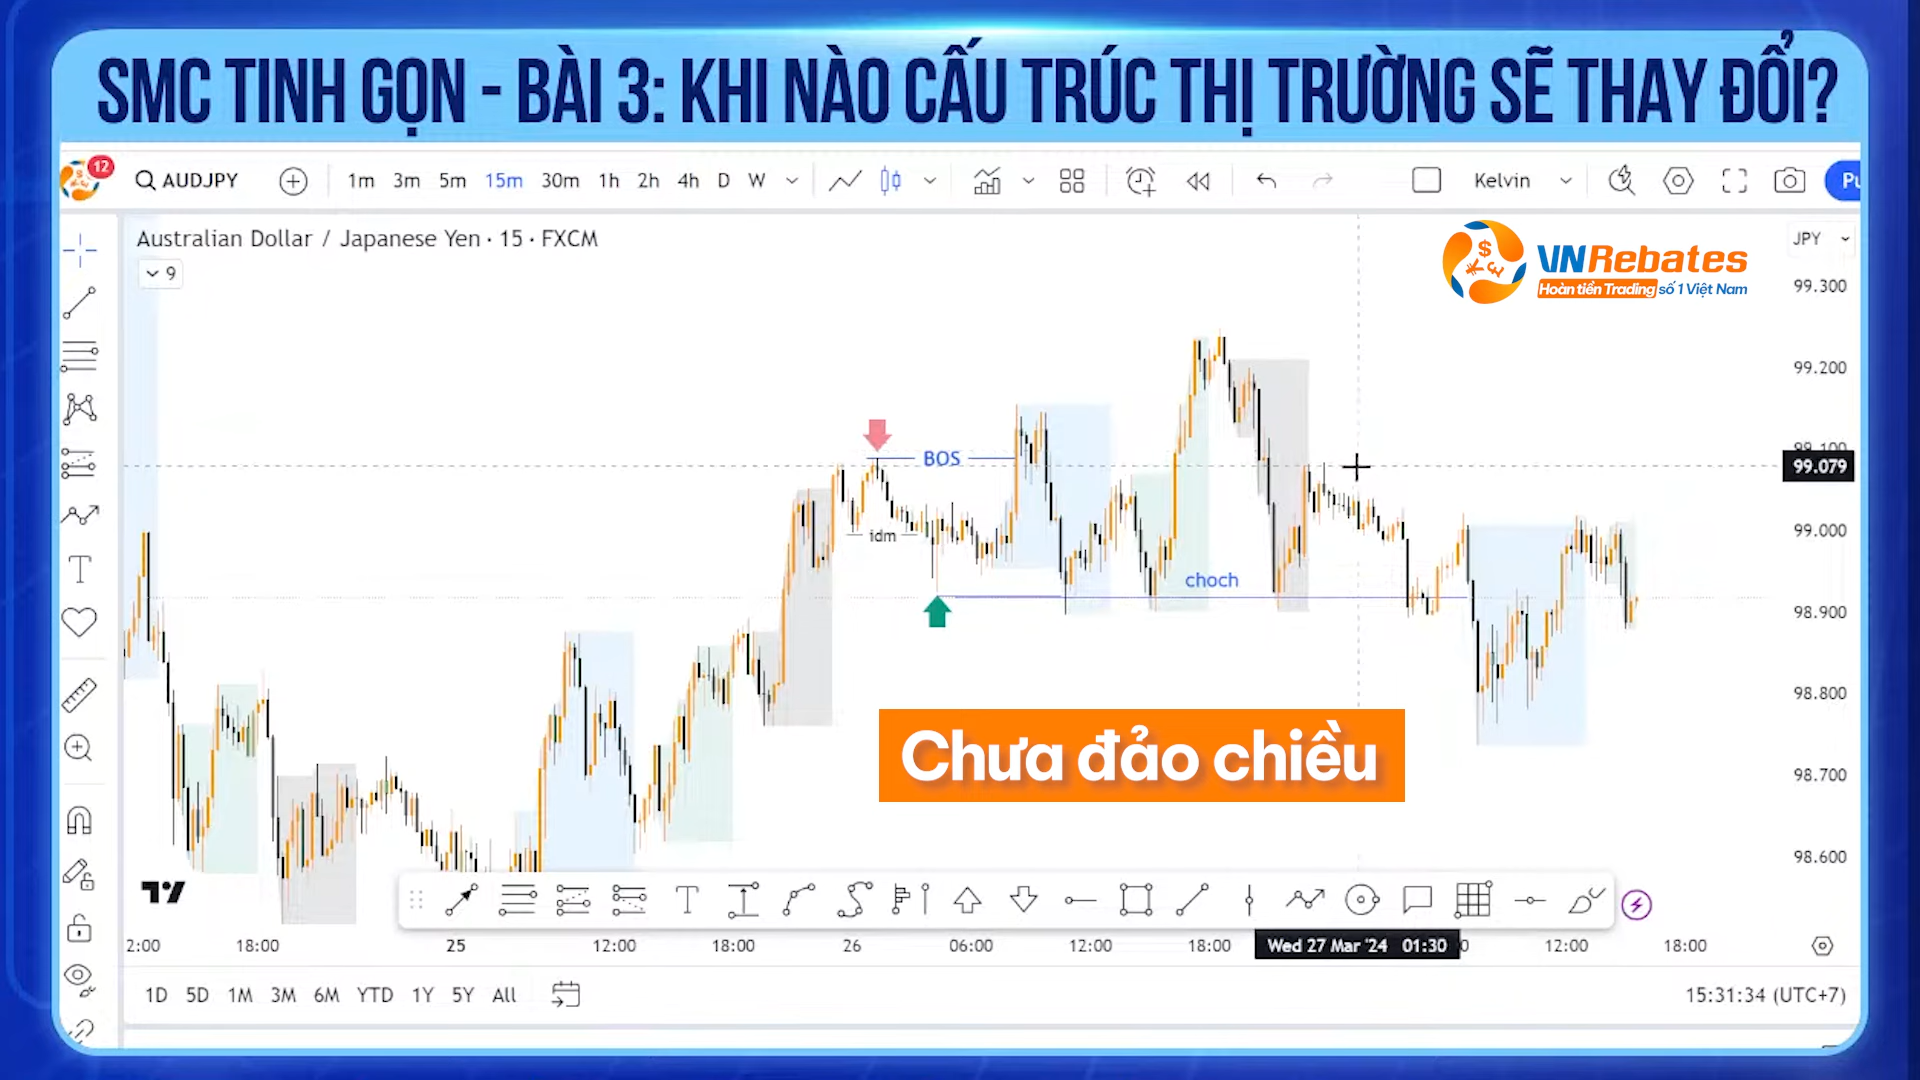 SMC TINH GỌN - BÀI 3: KHI NÀO CẤU TRÚC THỊ TRƯỜNG SẼ THAY ĐỔI?
12
AUDJPY
1m 3m 5m 15m 30m 1h 2h 4h D W
Kelvin
Australian Dollar / Japanese Yen · 15 · FXCM
9
VNRebates
Hoàn tiền Trading số 1 Việt Nam
JPY
99.300
99.200
99.079
99.000
98.900
98.800
98.700
98.600
BOS
idm
choch
Chưa đảo chiều
2:00 18:00 25 12:00 18:00 26 06:00 12:00 18:00 Wed 27 Mar '24 01:30 12:00 18:00
1D 5D 1M 3M 6M YTD 1Y 5Y All
15:31:34 (UTC+7)